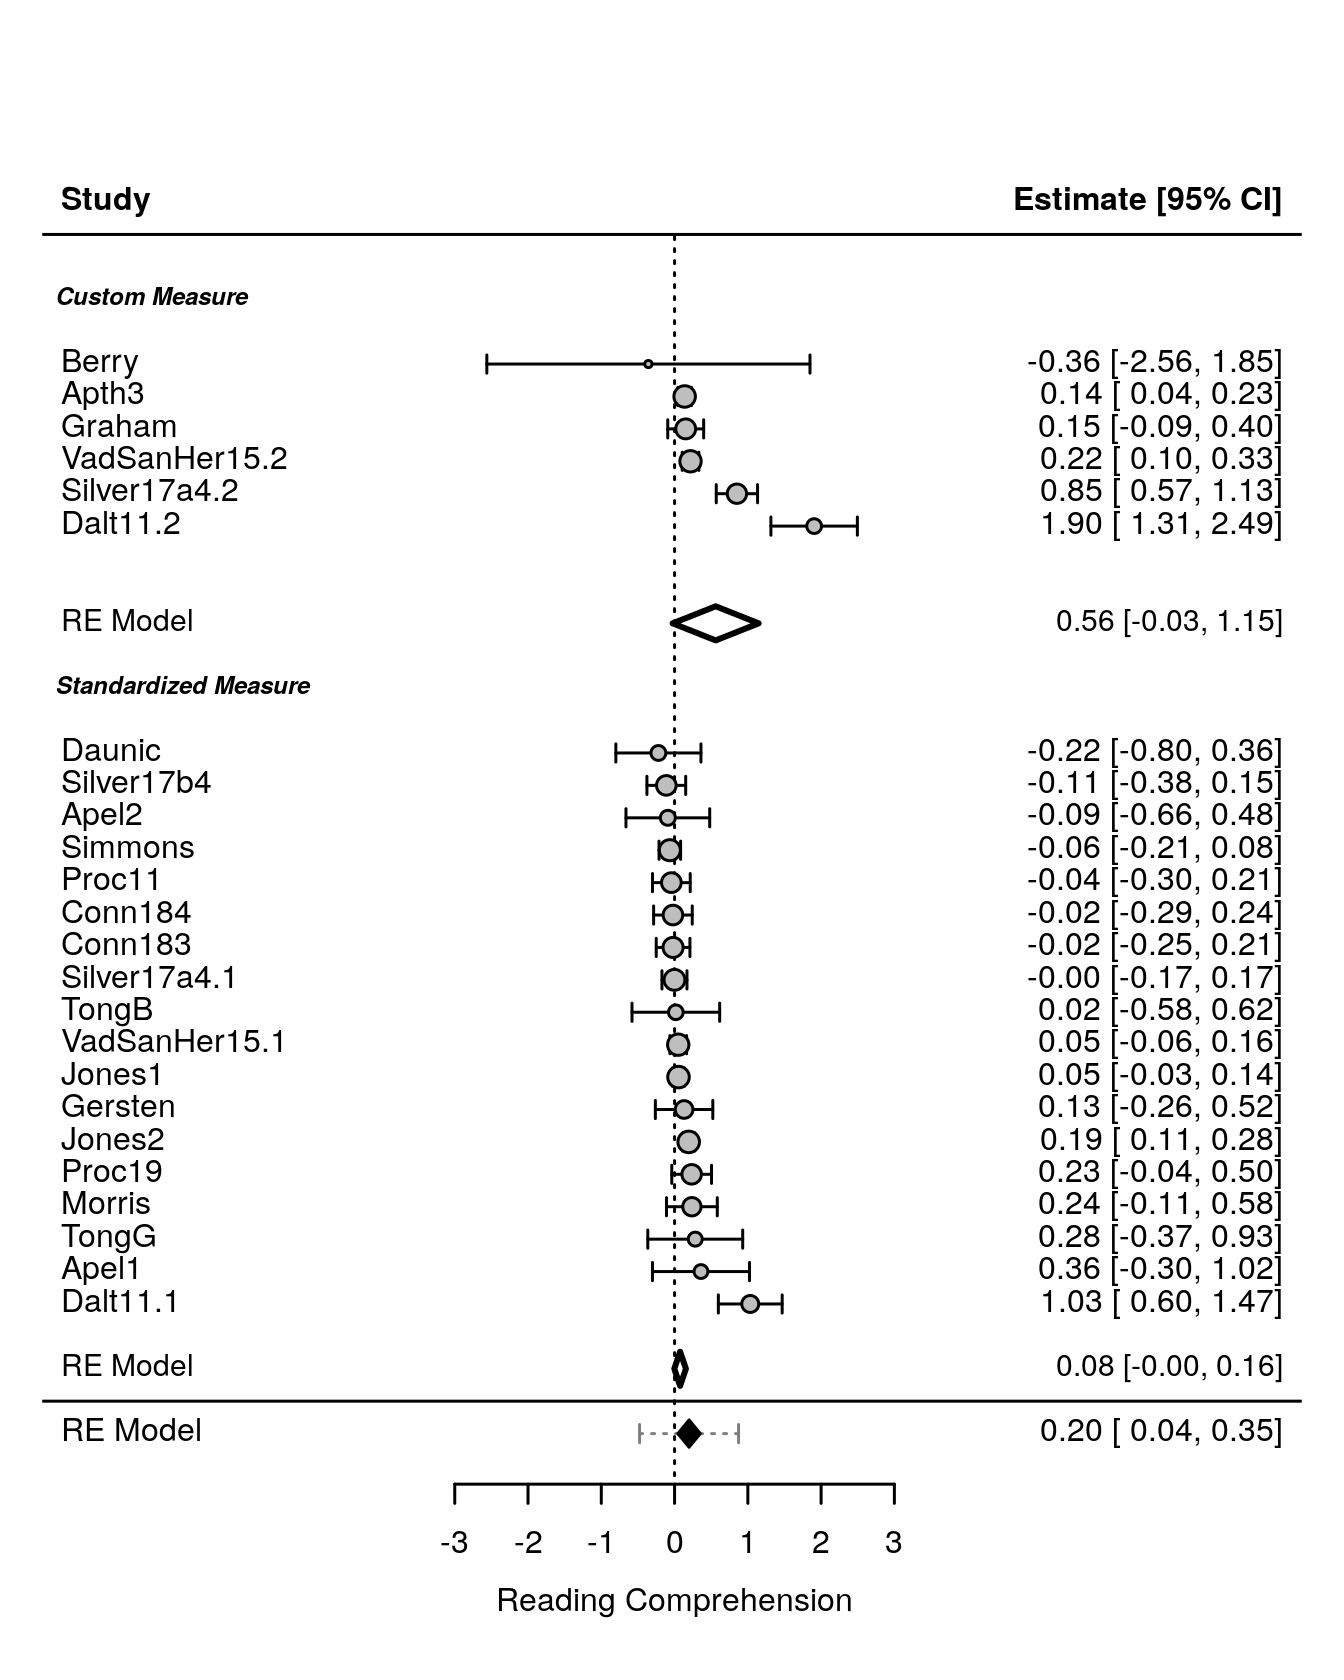 Study Estimate [95% CI]
Custom Measure
Berry -0.36 [-2.56, 1.85]
Apth3 0.14 [ 0.04, 0.23]
Graham 0.15 [-0.09, 0.40]
VadSanHer15.2 0.22 [ 0.10, 0.33]
Silver17a4.2 0.85 [ 0.57, 1.13]
Dalt11.2 1.90 [ 1.31, 2.49]
RE Model 0.56 [-0.03, 1.15]
Standardized Measure
Daunic -0.22 [-0.80, 0.36]
Silver17b4 -0.11 [-0.38, 0.15]
Apel2 -0.09 [-0.66, 0.48]
Simmons -0.06 [-0.21, 0.08]
Proc11 -0.04 [-0.30, 0.21]
Conn184 -0.02 [-0.29, 0.24]
Conn183 -0.02 [-0.25, 0.21]
Silver17a4.1 -0.00 [-0.17, 0.17]
TongB 0.02 [-0.58, 0.62]
VadSanHer15.1 0.05 [-0.06, 0.16]
Jones1 0.05 [-0.03, 0.14]
Gersten 0.13 [-0.26, 0.52]
Jones2 0.19 [ 0.11, 0.28]
Proc19 0.23 [-0.04, 0.50]
Morris 0.24 [-0.11, 0.58]
TongG 0.28 [-0.37, 0.93]
Apel1 0.36 [-0.30, 1.02]
Dalt11.1 1.03 [ 0.60, 1.47]
RE Model 0.08 [-0.00, 0.16]
RE Model 0.20 [ 0.04, 0.35]
-3 -2 -1 0 1 2 3
Reading Comprehension